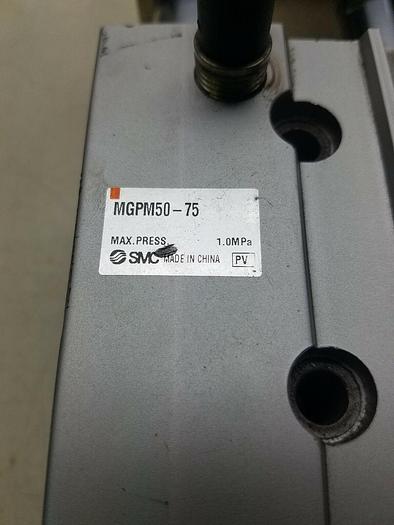 MGPM50-75
MAX.PRESS. 1.0MPa
SMC MADE IN CHINA PV